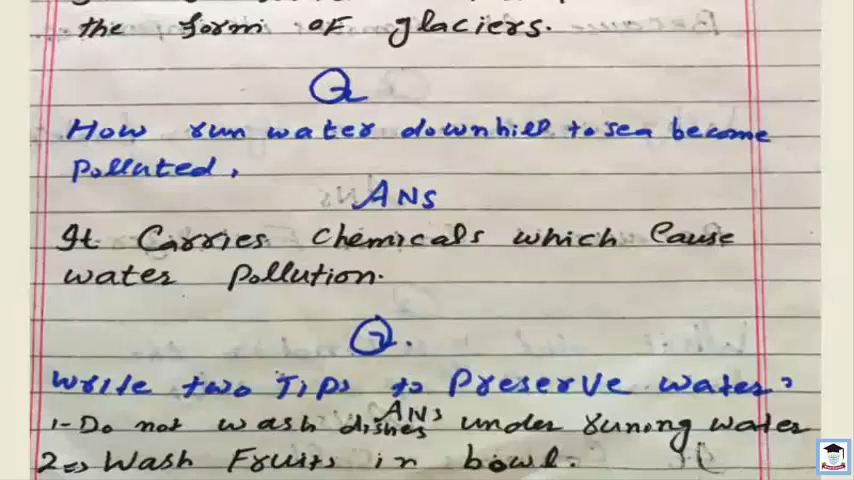 the form of glaciers.
Q
How run water downhill to sea become
Polluted.
ANS
It Carries chemicals which Cause
water Pollution.
Q.
Write two Tips to Preserve water?
ANS
1- Do not wash dishes under runing water
2=> Wash Fruits in bowl.